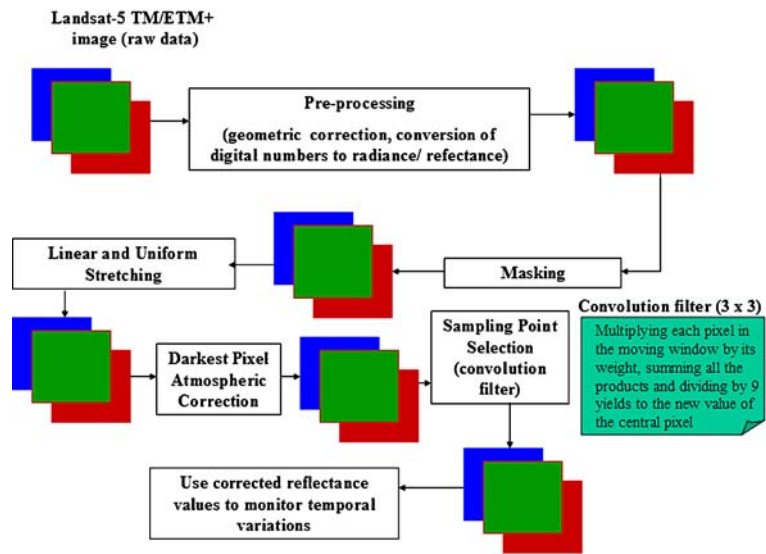 Landsat-5 TM/ETM+
image (raw data)
Pre-processing
(geometric correction, conversion of
digital numbers to radiance/ refectance)
Masking
Linear and Uniform
Stretching
Darkest Pixel
Atmospheric
Correction
Sampling Point
Selection
(convolution
filter)
Convolution filter (3 x 3)
Multiplying each pixel in
the moving window by its
weight, summing all the
products and dividing by 9
yields to the new value of
the central pixel
Use corrected reflectance
values to monitor temporal
variations